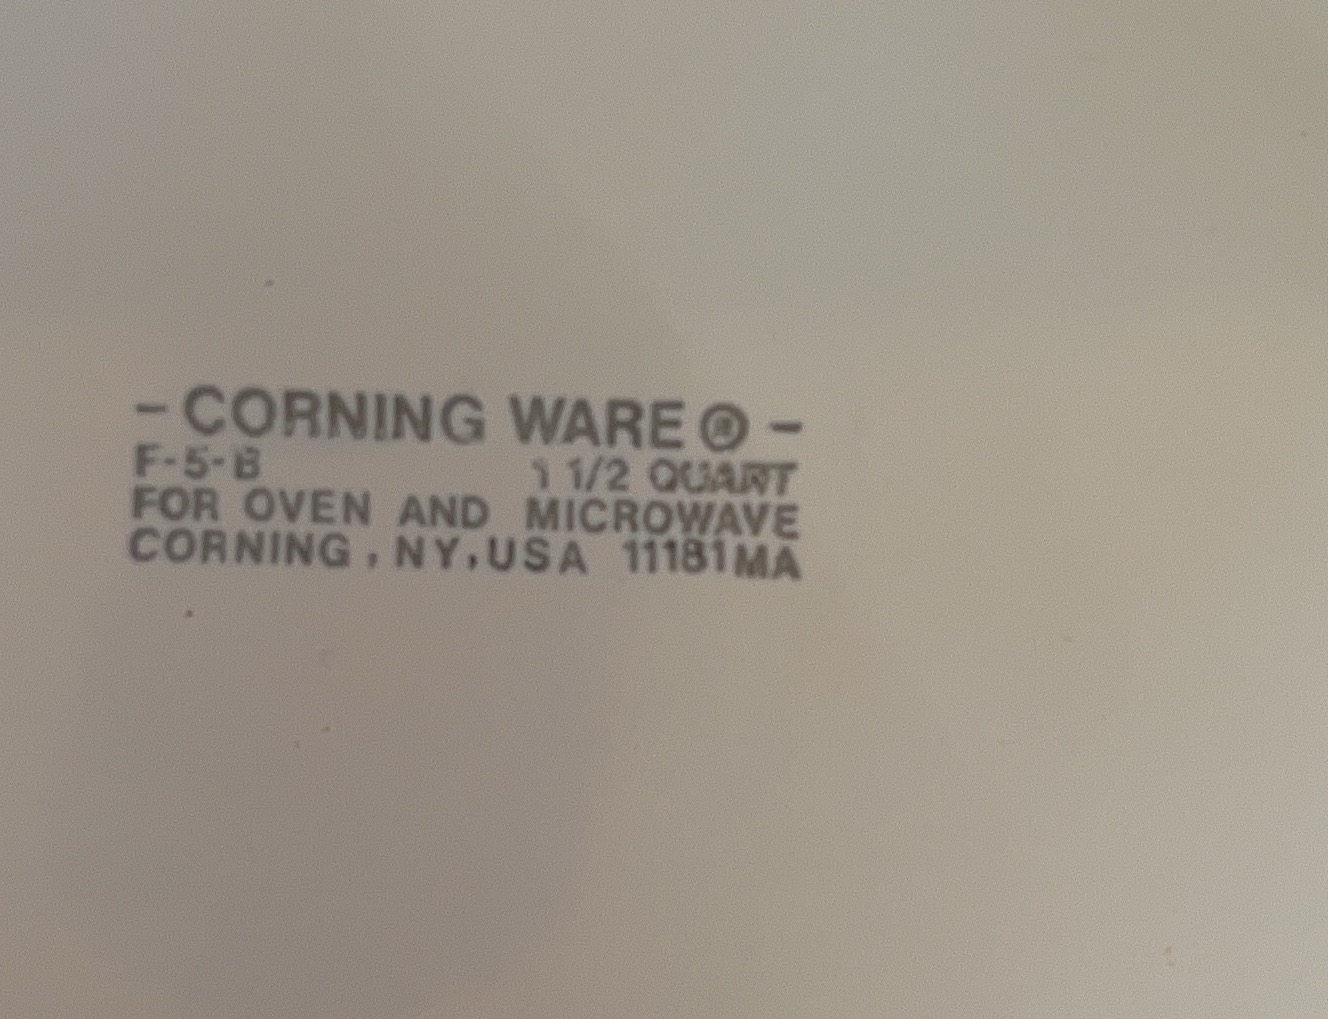 - CORNING WARE ® -
F-5-B 1 1/2 QUART
FOR OVEN AND MICROWAVE
CORNING, NY, USA 11181MA